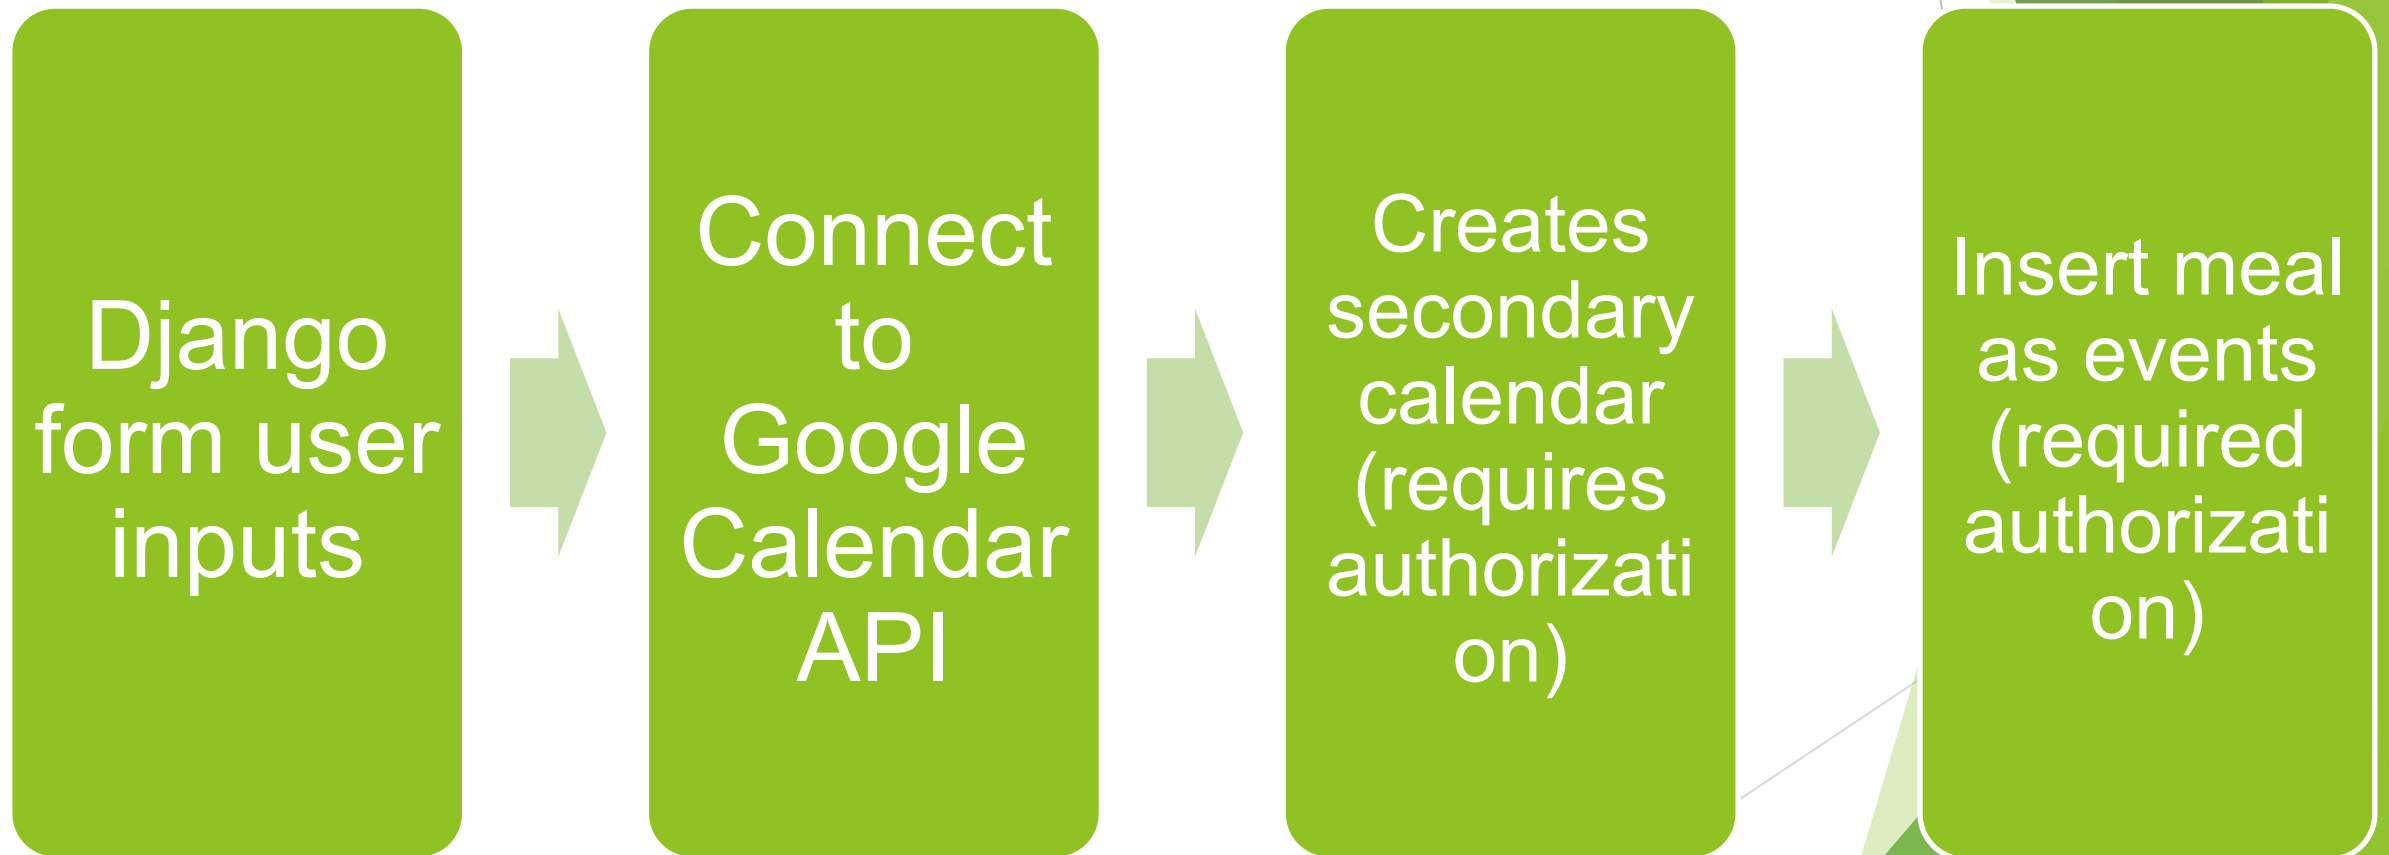 Django
form user
inputs
Connect
to
Google
Calendar
API
Creates
secondary
calendar
(requires
authorizati
on)
Insert meal
as events
(required
authorizati
on)